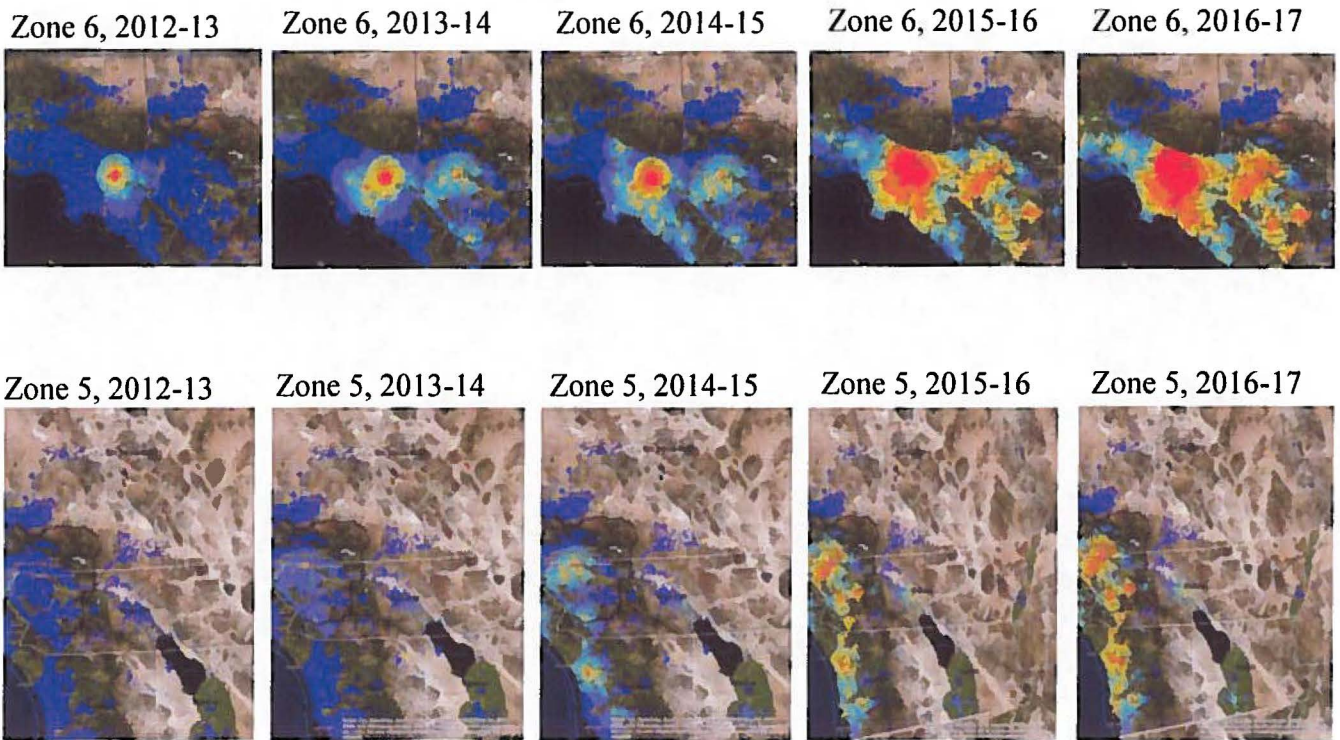 Zone 6, 2012-13
Zone 6, 2013-14
Zone 6, 2014-15
Zone 6, 2015-16
Zone 6, 2016-17
Zone 5, 2012-13
Zone 5, 2013-14
Zone 5, 2014-15
Zone 5, 2015-16
Zone 5, 2016-17